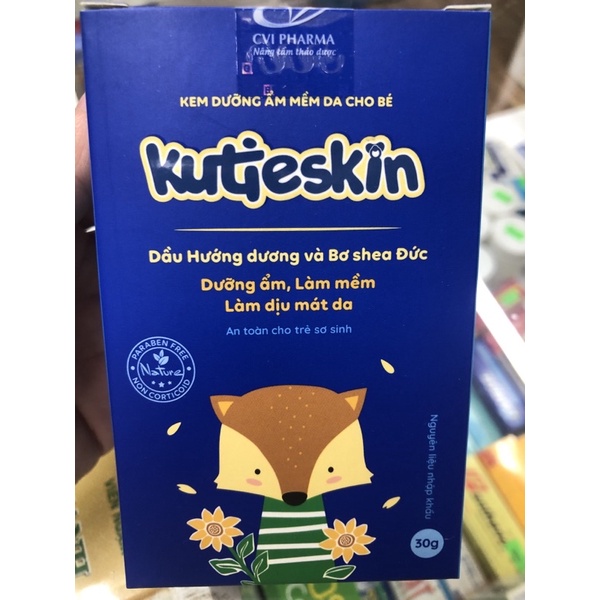 CVI PHARMA
Nâng tầm thảo dược
KEM DƯỠNG ẨM MỀM DA CHO BÉ
Kutieskin
Dầu Hướng dương và Bơ shea Đức
Dưỡng ẩm, Làm mềm
Làm dịu mát da
An toàn cho trẻ sơ sinh
PARABEN FREE
Nature
NON CORTICOID
Nguyên liệu nhập khẩu
30g